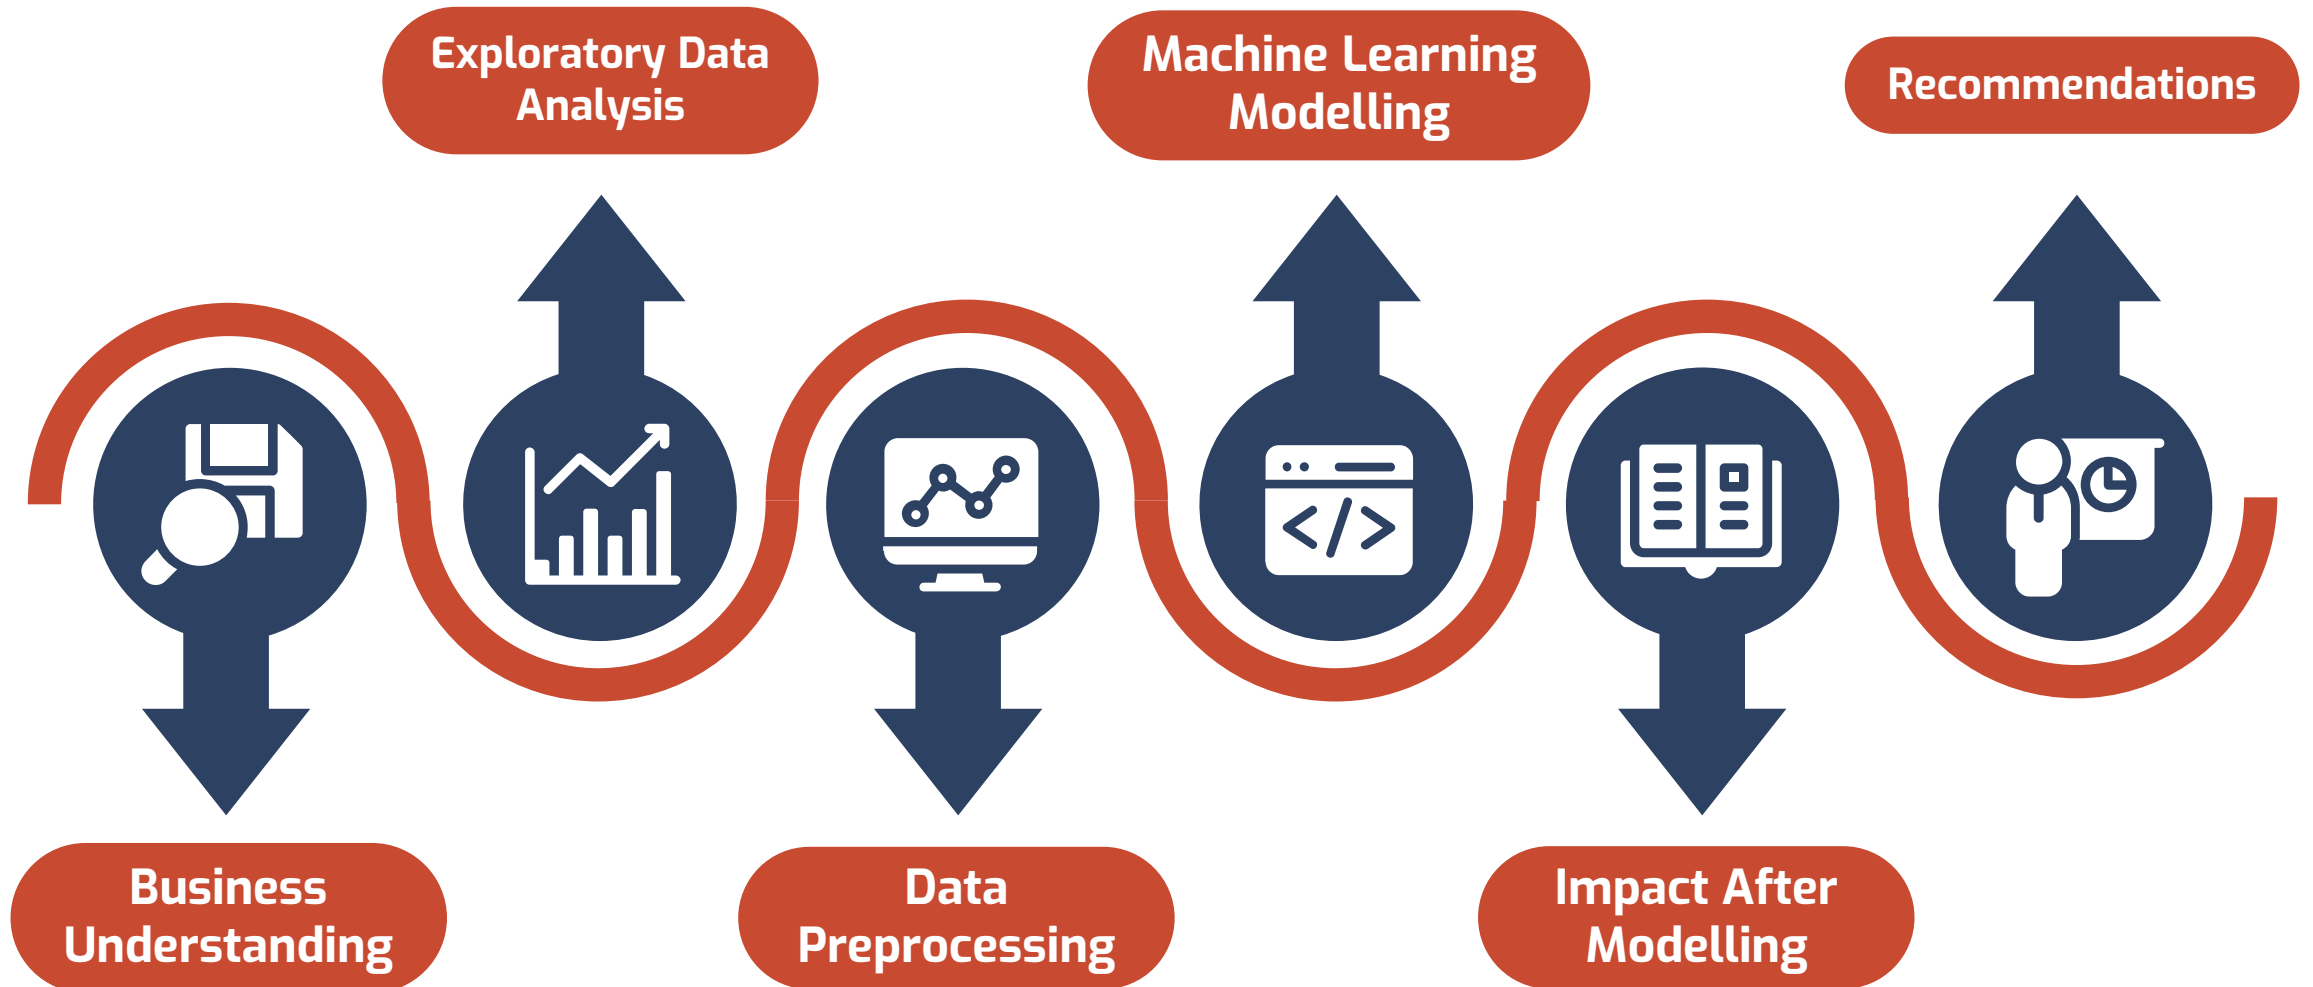 Exploratory Data
Analysis
Machine Learning
Modelling
Recommendations
Business
Understanding
Data
Preprocessing
Impact After
Modelling